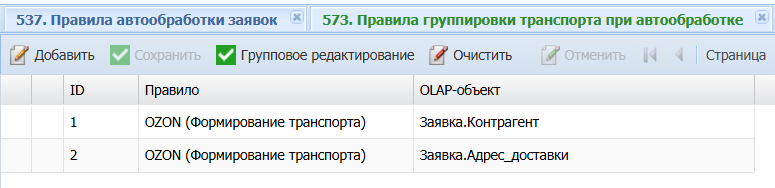 537. Правила автообработки заявок 573. Правила группировки транспорта при автообработке
Добавить Сохранить Групповое редактирование Очистить Отменить Страница
ID Правило OLAP-объект
1 OZON (Формирование транспорта) Заявка.Контрагент
2 OZON (Формирование транспорта) Заявка.Адрес_доставки